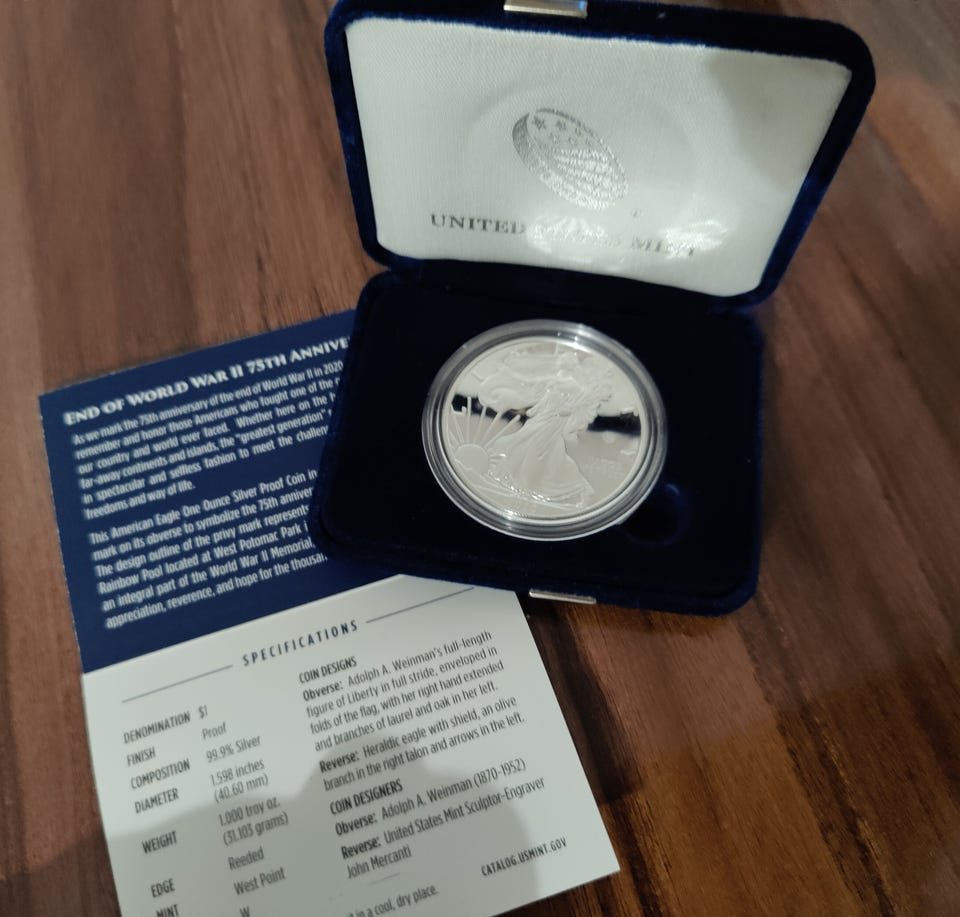 UNITED STATES MINT
END OF WORLD WAR II 75TH ANNIVE
As we mark the 75th anniversary of the end of World War II in 2020
remember and honor those Americans who fought one of the
our country and world ever faced. Whether here on the
far-away continents and islands, the "greatest generation"
in spectacular and selfless fashion to meet the challen
freedoms and way of life.
This American Eagle One Ounce Silver Proof Coin in
mark on its obverse to symbolize the 75th anniver
The design outline of the privy mark represents
Rainbow Pool located at West Potomac Park
an integral part of the World War II Memorial
appreciation, reverence, and hope for the thousan
SPECIFICATIONS
DENOMINATION $1
FINISH Proof
COMPOSITION 99.9% Silver
DIAMETER 1.598 inches
(40.60 mm)
WEIGHT 1.000 troy oz.
(31.103 grams)
EDGE Reeded
MINT West Point
W
COIN DESIGNS
Obverse: Adolph A. Weinman's full-length
figure of Liberty in full stride, enveloped in
folds of the flag, with her right hand extended
and branches of laurel and oak in her left.
Reverse: Heraldic eagle with shield, an olive
branch in the right talon and arrows in the left.
COIN DESIGNERS
Obverse: Adolph A. Weinman (1870-1952)
Reverse: United States Mint Sculptor-Engraver
John Mercanti
CATALOG.USMINT.GOV
in a cool, dry place.